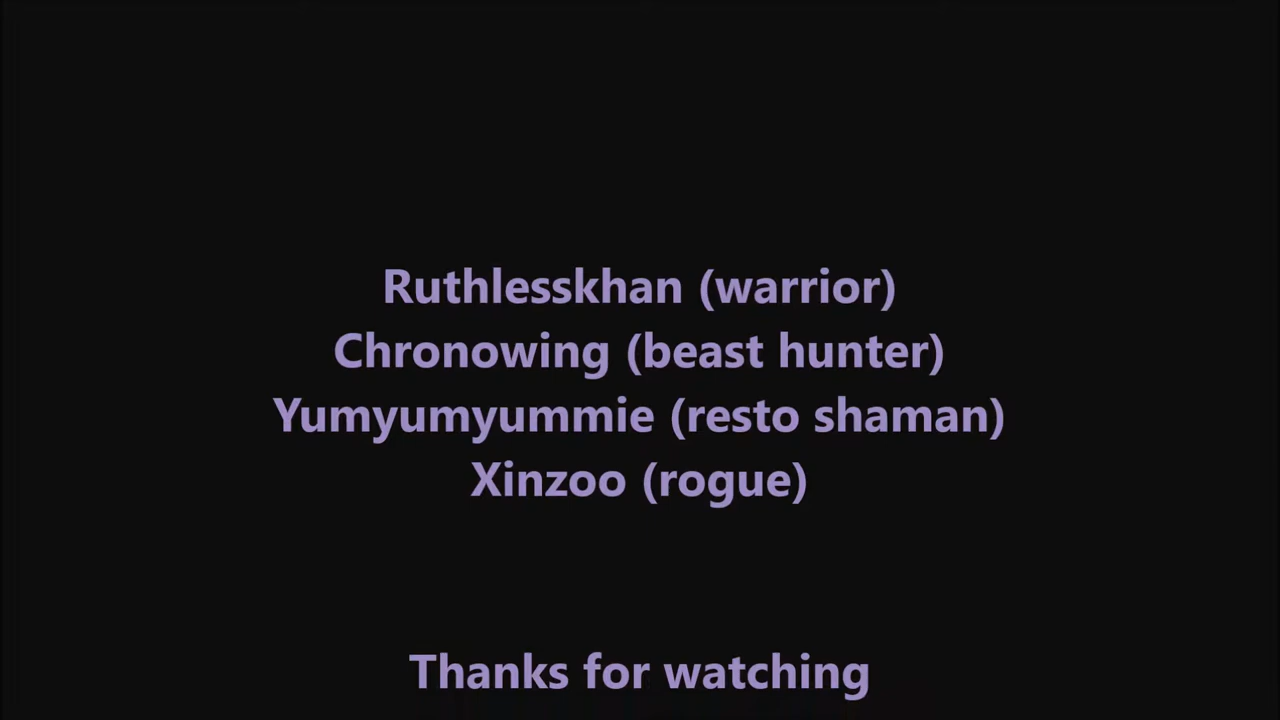 Ruthlesskhan (warrior)
Chronowing (beast hunter)
Yumyumyummie (resto shaman)
Xinzoo (rogue)
Thanks for watching